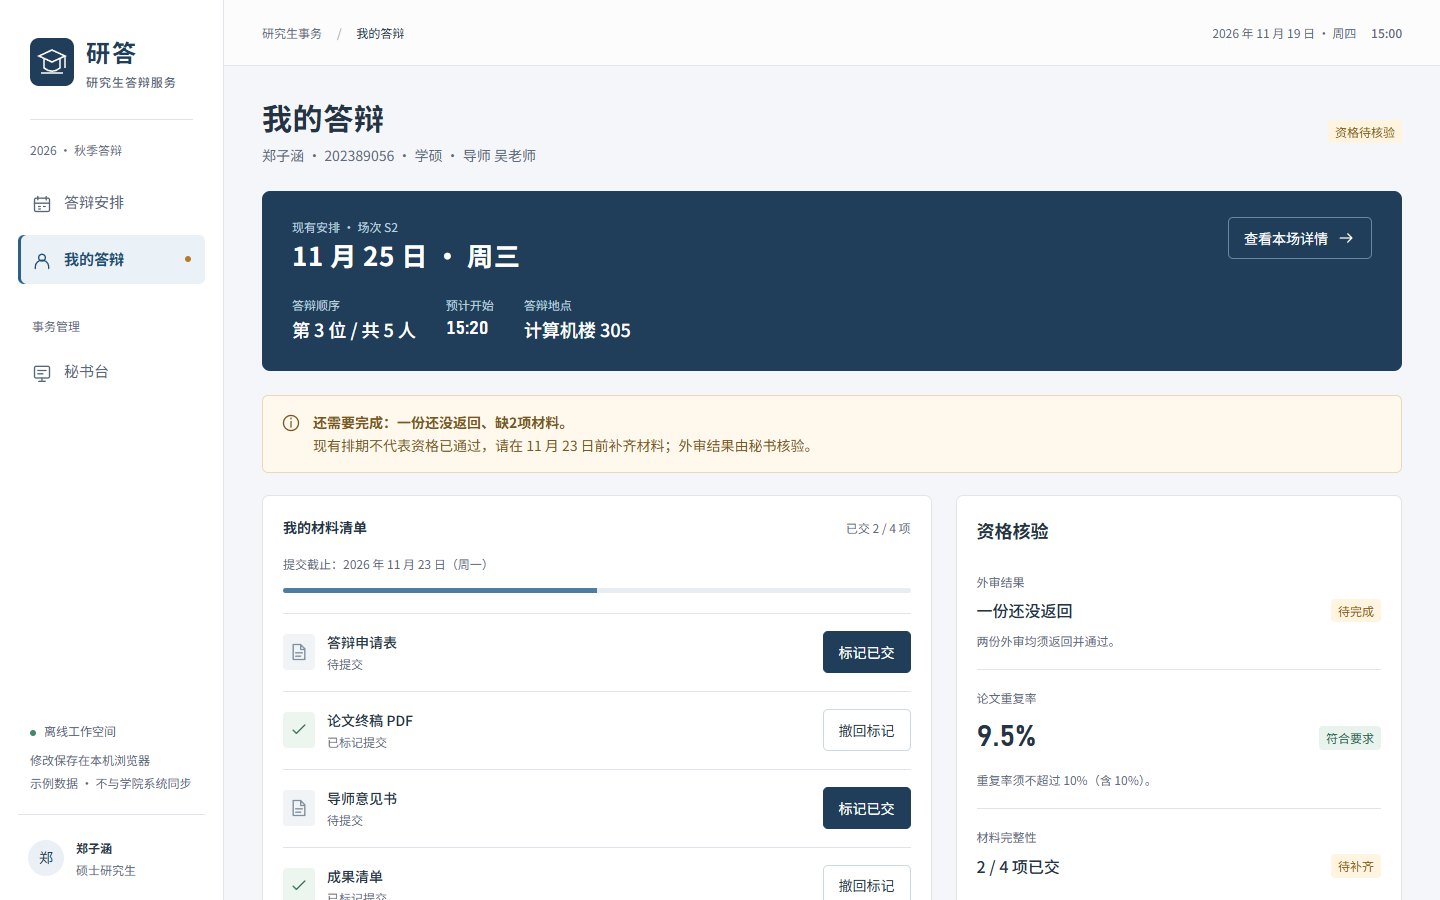 研答
研究生答辩服务
2026 · 秋季答辩
答辩安排
我的答辩
事务管理
秘书台
离线工作空间
修改保存在本机浏览器
示例数据 · 不与学院系统同步
郑
郑子涵
硕士研究生
研究生事务 / 我的答辩
2026 年 11 月 19 日 · 周四 15:00
我的答辩
郑子涵 · 202389056 · 学硕 · 导师 吴老师
资格待核验
现有安排 · 场次 S2
11 月 25 日 · 周三
查看本场详情
答辩顺序
第 3 位 / 共 5 人
预计开始
15:20
答辩地点
计算机楼 305
还需要完成：一份还没返回、缺2项材料。
现有排期不代表资格已通过，请在 11 月 23 日前补齐材料；外审结果由秘书核验。
我的材料清单
已交 2 / 4 项
提交截止：2026 年 11 月 23 日（周一）
答辩申请表
待提交
标记已交
论文终稿 PDF
已标记提交
撤回标记
导师意见书
待提交
标记已交
成果清单
已标记提交
撤回标记
资格核验
外审结果
一份还没返回
待完成
两份外审均须返回并通过。
论文重复率
9.5%
符合要求
重复率须不超过 10%（含 10%）。
材料完整性
2 / 4 项已交
待补齐